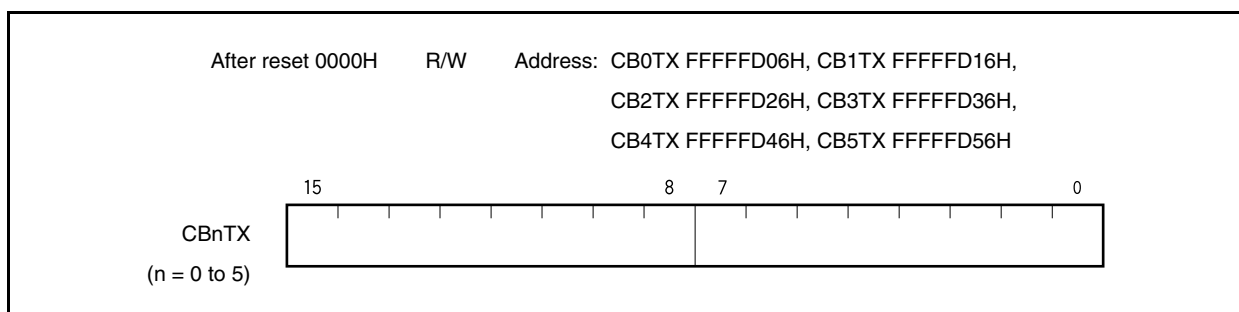 After reset 0000H R/W Address: CB0TX FFFFFD06H, CB1TX FFFFFD16H,
CB2TX FFFFFD26H, CB3TX FFFFFD36H,
CB4TX FFFFFD46H, CB5TX FFFFFD56H
15 8 7 0
CBnTX
(n = 0 to 5)